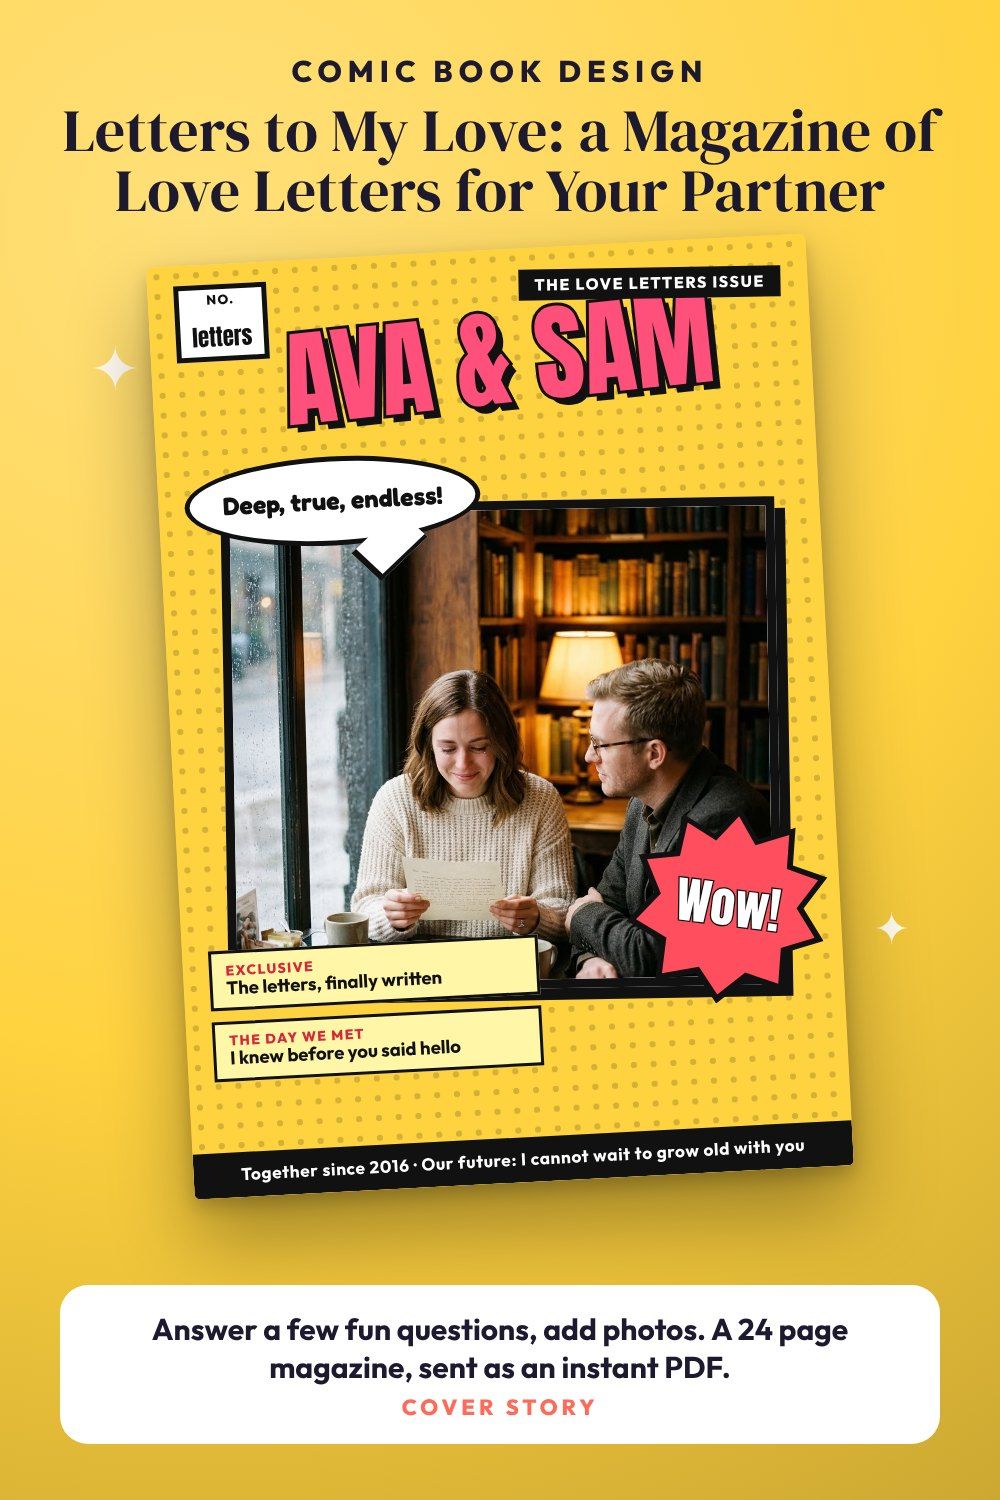 COMIC BOOK DESIGN
Letters to My Love: a Magazine of
Love Letters for Your Partner
THE LOVE LETTERS ISSUE
NO.
letters
AVA & SAM
Deep, true, endless!
Wow!
EXCLUSIVE
The letters, finally written
THE DAY WE MET
I knew before you said hello
Together since 2016 · Our future: I cannot wait to grow old with you
Answer a few fun questions, add photos. A 24 page
magazine, sent as an instant PDF.
COVER STORY